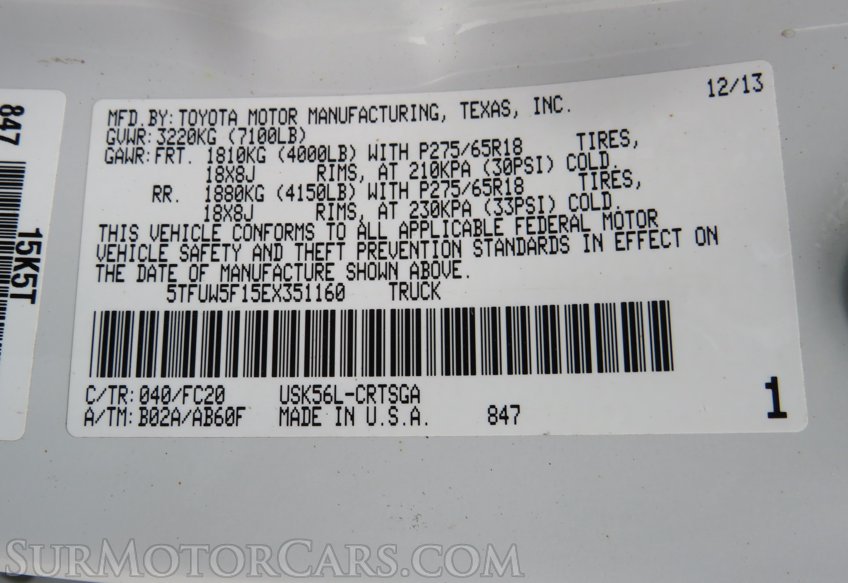 12/13
MFD.BY: TOYOTA MOTOR MANUFACTURING, TEXAS, INC.
GVWR: 3220KG (7100LB)
GAWR: FRT. 1810KG (4000LB) WITH P275/65R18 TIRES,
18X8J RIMS, AT 210KPA (30PSI) COLD.
RR. 1880KG (4150LB) WITH P275/65R18 TIRES,
18X8J RIMS, AT 230KPA (33PSI) COLD.
THIS VEHICLE CONFORMS TO ALL APPLICABLE FEDERAL MOTOR
VEHICLE SAFETY AND THEFT PREVENTION STANDARDS IN EFFECT ON
THE DATE OF MANUFACTURE SHOWN ABOVE.
5TFUW5F15EX351160 TRUCK
C/TR: 040/FC20 USK56L-CRTSGA
A/TM: B02A/AB60F MADE IN U.S.A. 847
1
847
15K5T
SURMOTORCARS.COM